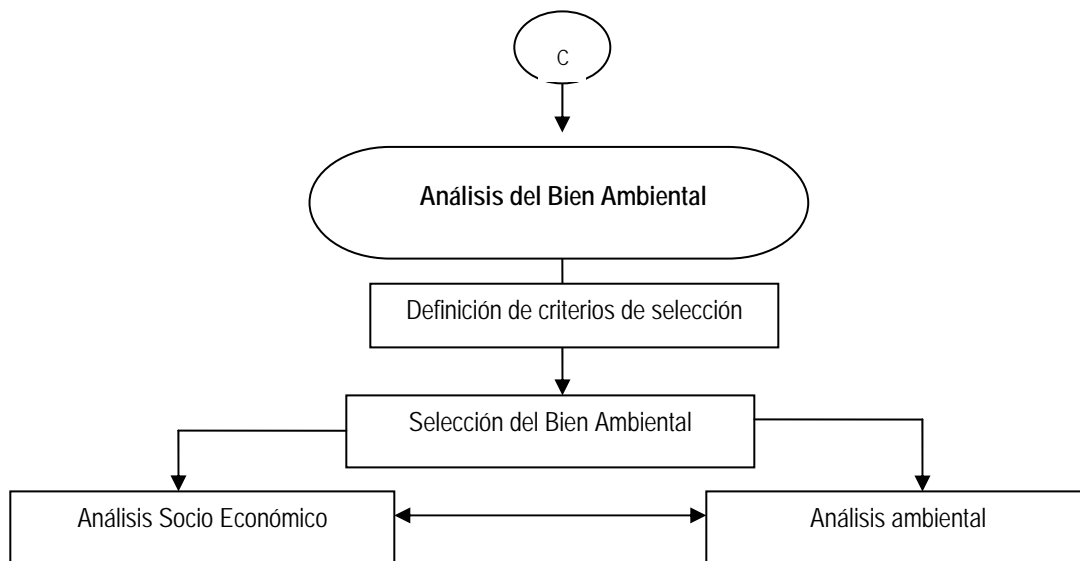 C
Análisis del Bien Ambiental
Definición de criterios de selección
Selección del Bien Ambiental
Análisis Socio Económico
Análisis ambiental